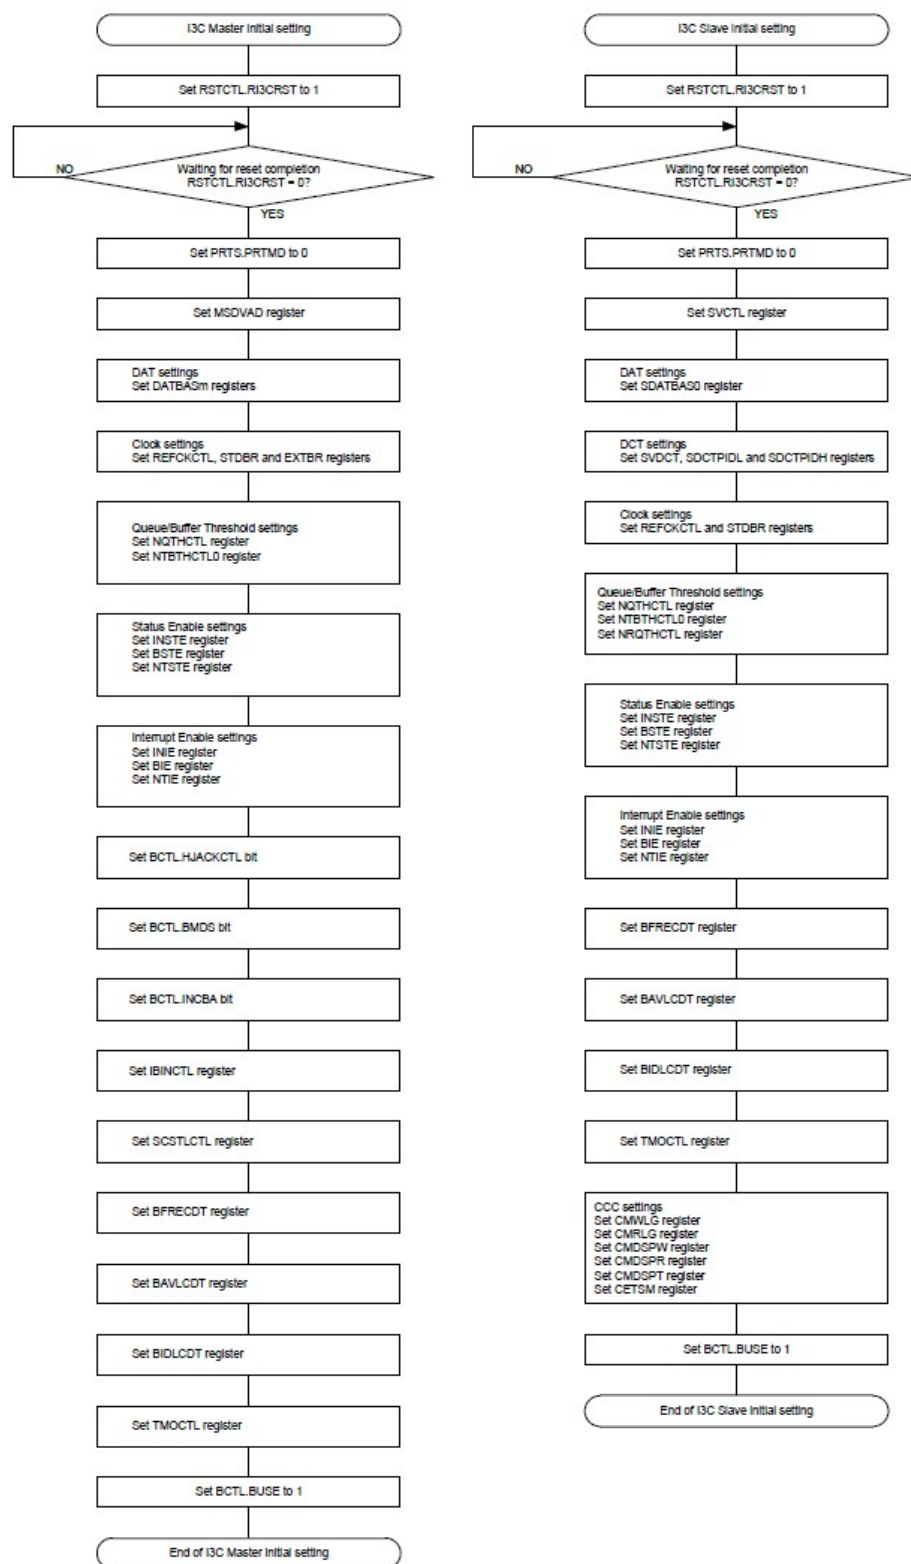 I3C Master Initial setting
Set RSTCTL.RI3CRST to 1
NO
Waiting for reset completion
RSTCTL.RI3CRST = 0?
YES
Set PRTS.PRTMD to 0
Set MSDVAD register
DAT settings
Set DATBASm registers
Clock settings
Set REFCKCTL, STDBR and EXTBR registers
Queue/Buffer Threshold settings
Set NQTHCTL register
Set NTBTHCTL0 register
Status Enable settings
Set INSTE register
Set BSTE register
Set NTSTE register
Interrupt Enable settings
Set INIE register
Set BIE register
Set NTIE register
Set BCTL.HJACKCTL bit
Set BCTL.BMDS bit
Set BCTL.INCBA bit
Set IBINCTL register
Set SCSTLCTL register
Set BFRECDT register
Set BAVLCDT register
Set BIDLCDT register
Set TMOCTL register
Set BCTL.BUSE to 1
End of I3C Master Initial setting
I3C Slave Initial setting
Set RSTCTL.RI3CRST to 1
NO
Waiting for reset completion
RSTCTL.RI3CRST = 0?
YES
Set PRTS.PRTMD to 0
Set SVCTL register
DAT settings
Set SDATBAS0 register
DCT settings
Set SVDCT, SDCTPIDL and SDCTPIDH registers
Clock settings
Set REFCKCTL and STDBR registers
Queue/Buffer Threshold settings
Set NQTHCTL register
Set NTBTHCTL0 register
Set NRQTHCTL register
Status Enable settings
Set INSTE register
Set BSTE register
Set NTSTE register
Interrupt Enable settings
Set INIE register
Set BIE register
Set NTIE register
Set BFRECDT register
Set BAVLCDT register
Set BIDLCDT register
Set TMOCTL register
CCC settings
Set CMWLG register
Set CMRLG register
Set CMDSPW register
Set CMDSPR register
Set CMDSPT register
Set CETSM register
Set BCTL.BUSE to 1
End of I3C Slave Initial setting